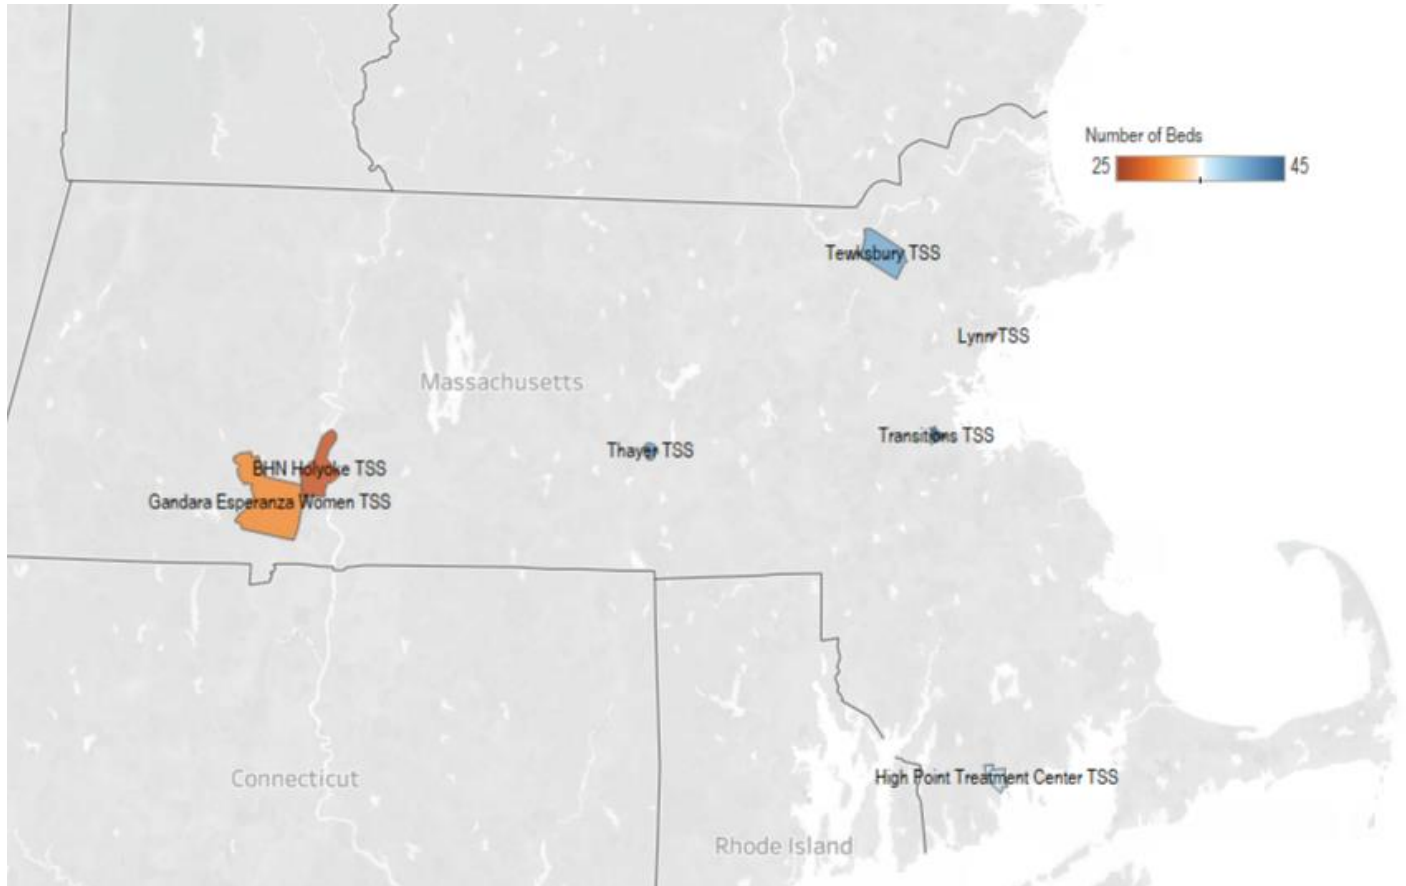 Number of Beds
25
45
Tewksbury TSS
Lynn TSS
Massachusetts
Transitions TSS
Thayer TSS
BHN Holyoke TSS
Gandara Esperanza Women TSS
Connecticut
High Point Treatment Center TSS
Rhode Island